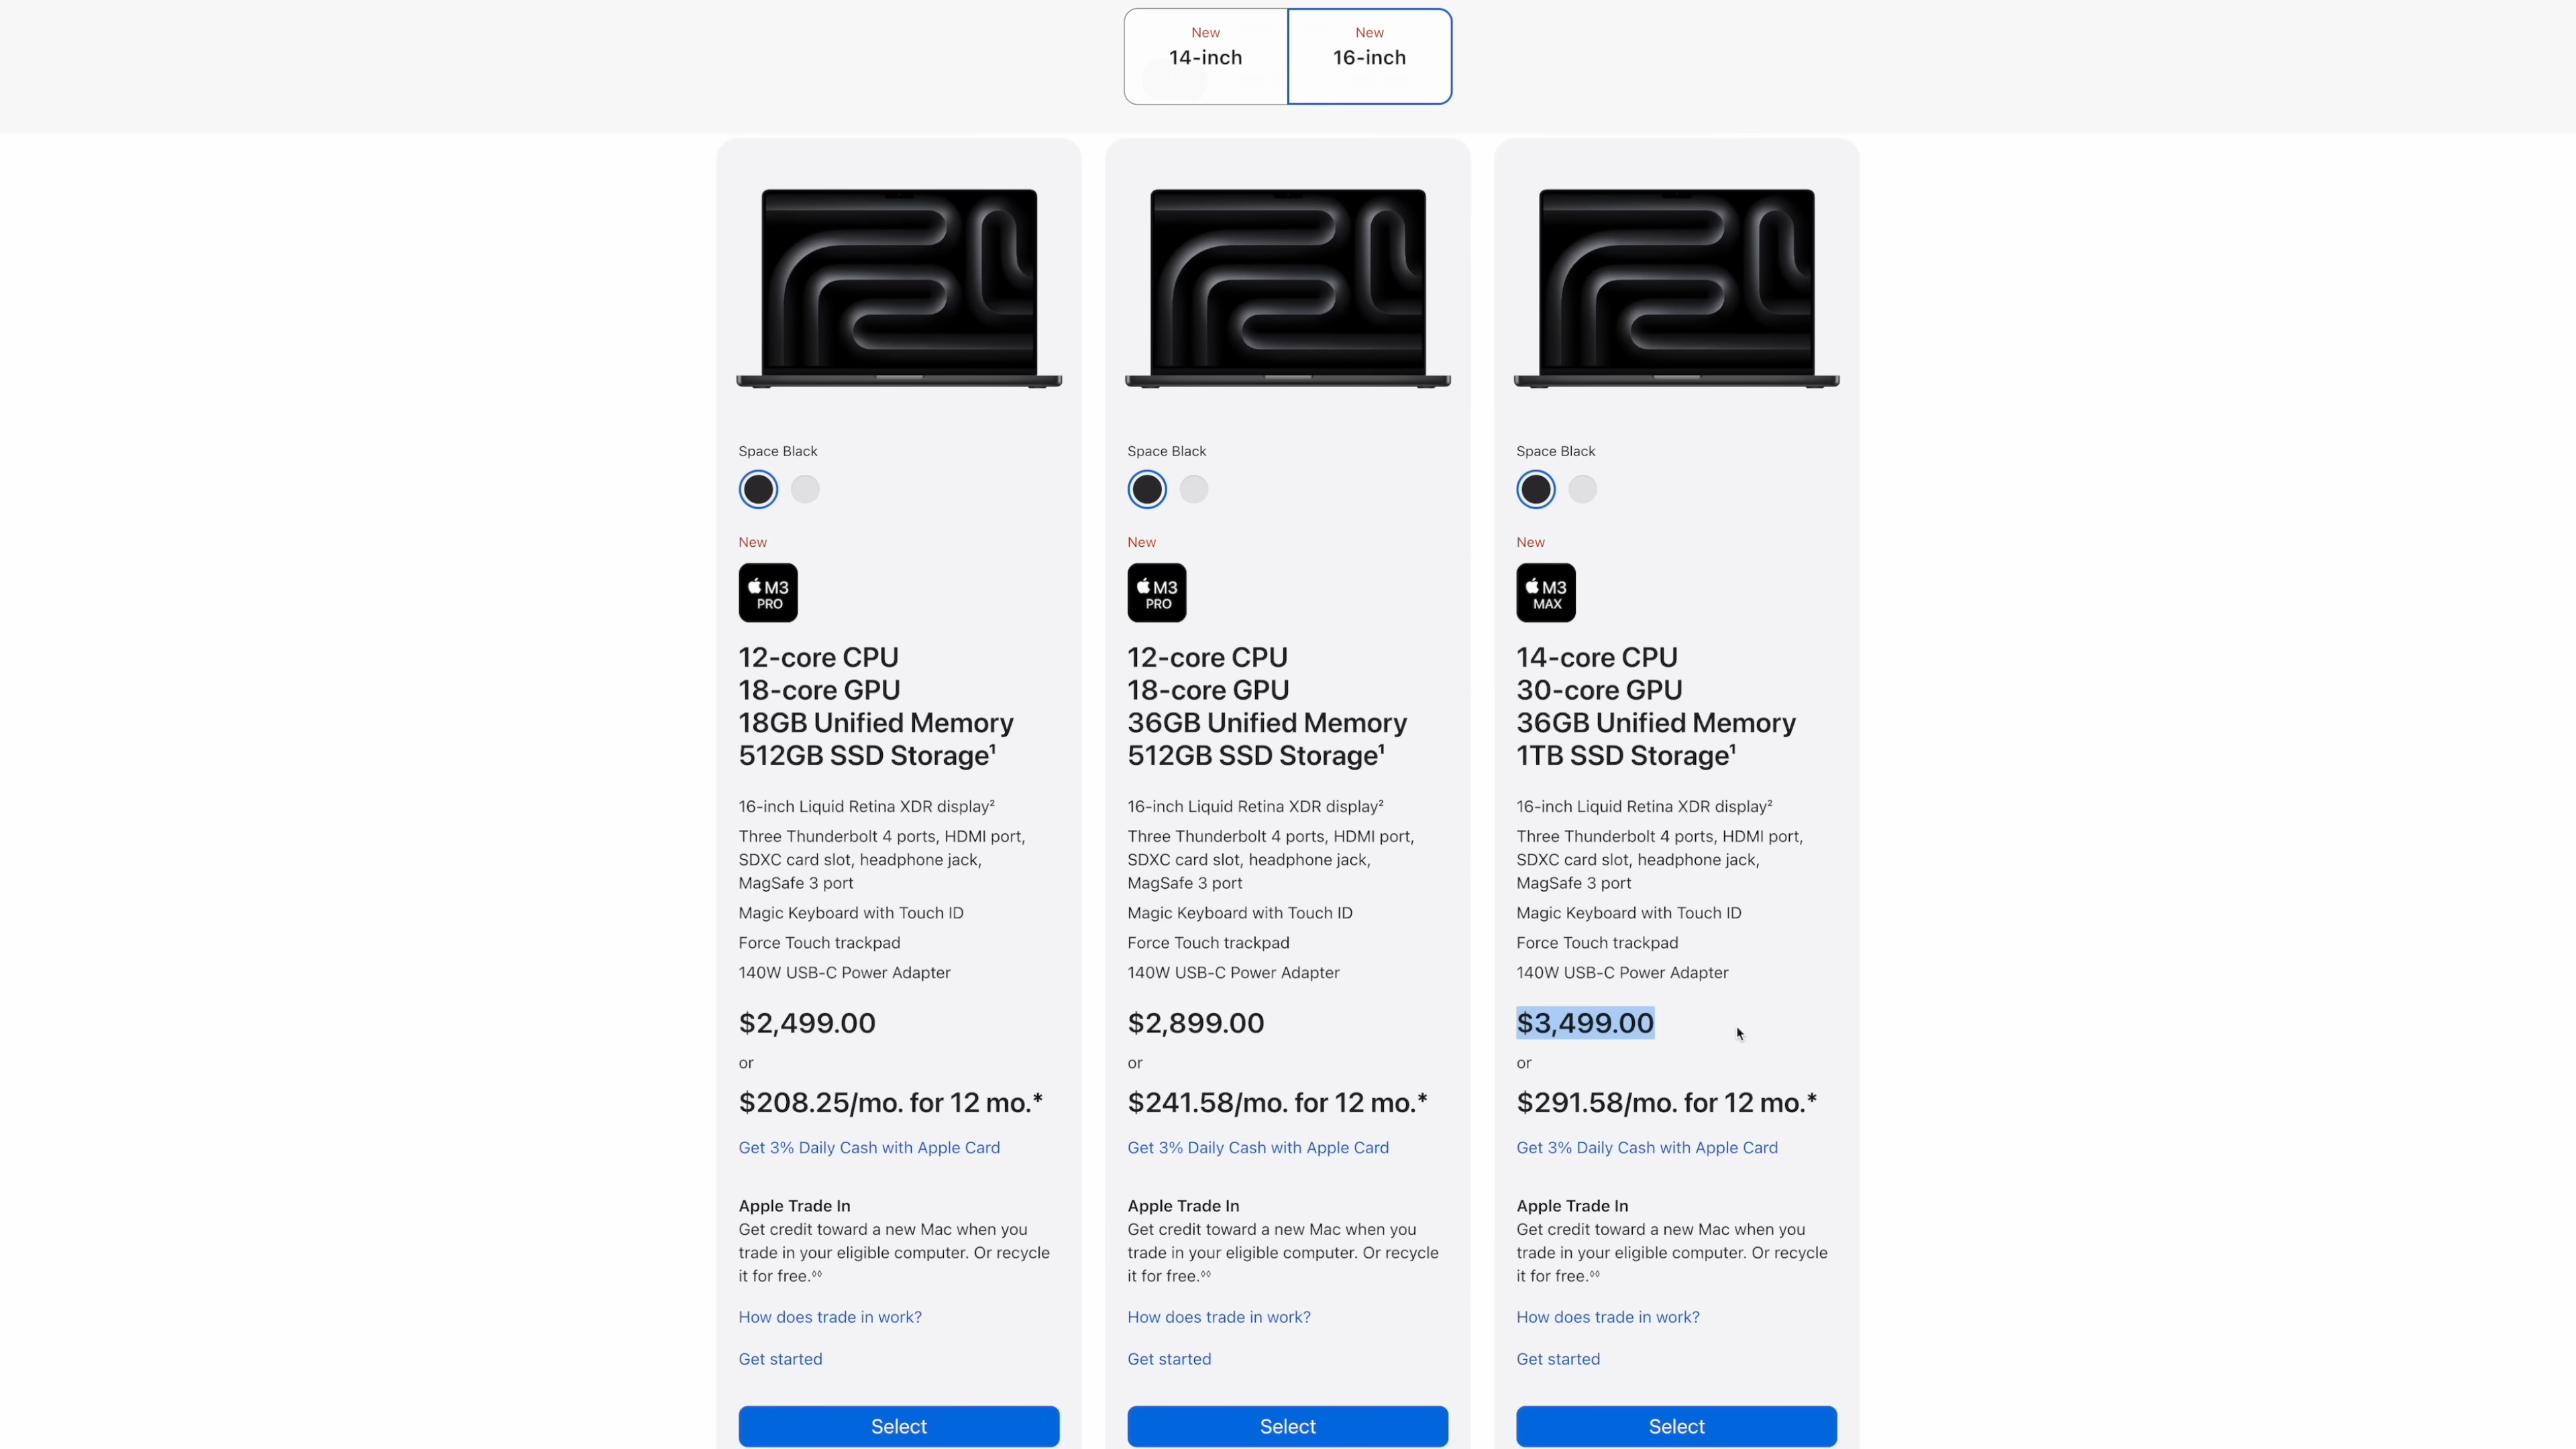 New
14-inch
New
16-inch
Space Black
New
M3
PRO
12-core CPU
18-core GPU
18GB Unified Memory
512GB SSD Storage¹
16-inch Liquid Retina XDR display²
Three Thunderbolt 4 ports, HDMI port,
SDXC card slot, headphone jack,
MagSafe 3 port
Magic Keyboard with Touch ID
Force Touch trackpad
140W USB-C Power Adapter
$2,499.00
or
$208.25/mo. for 12 mo.*
Get 3% Daily Cash with Apple Card
Apple Trade In
Get credit toward a new Mac when you
trade in your eligible computer. Or recycle
it for free.◊◊
How does trade in work?
Get started
Select
Space Black
New
M3
PRO
12-core CPU
18-core GPU
36GB Unified Memory
512GB SSD Storage¹
16-inch Liquid Retina XDR display²
Three Thunderbolt 4 ports, HDMI port,
SDXC card slot, headphone jack,
MagSafe 3 port
Magic Keyboard with Touch ID
Force Touch trackpad
140W USB-C Power Adapter
$2,899.00
or
$241.58/mo. for 12 mo.*
Get 3% Daily Cash with Apple Card
Apple Trade In
Get credit toward a new Mac when you
trade in your eligible computer. Or recycle
it for free.◊◊
How does trade in work?
Get started
Select
Space Black
New
M3
MAX
14-core CPU
30-core GPU
36GB Unified Memory
1TB SSD Storage¹
16-inch Liquid Retina XDR display²
Three Thunderbolt 4 ports, HDMI port,
SDXC card slot, headphone jack,
MagSafe 3 port
Magic Keyboard with Touch ID
Force Touch trackpad
140W USB-C Power Adapter
$3,499.00
or
$291.58/mo. for 12 mo.*
Get 3% Daily Cash with Apple Card
Apple Trade In
Get credit toward a new Mac when you
trade in your eligible computer. Or recycle
it for free.◊◊
How does trade in work?
Get started
Select